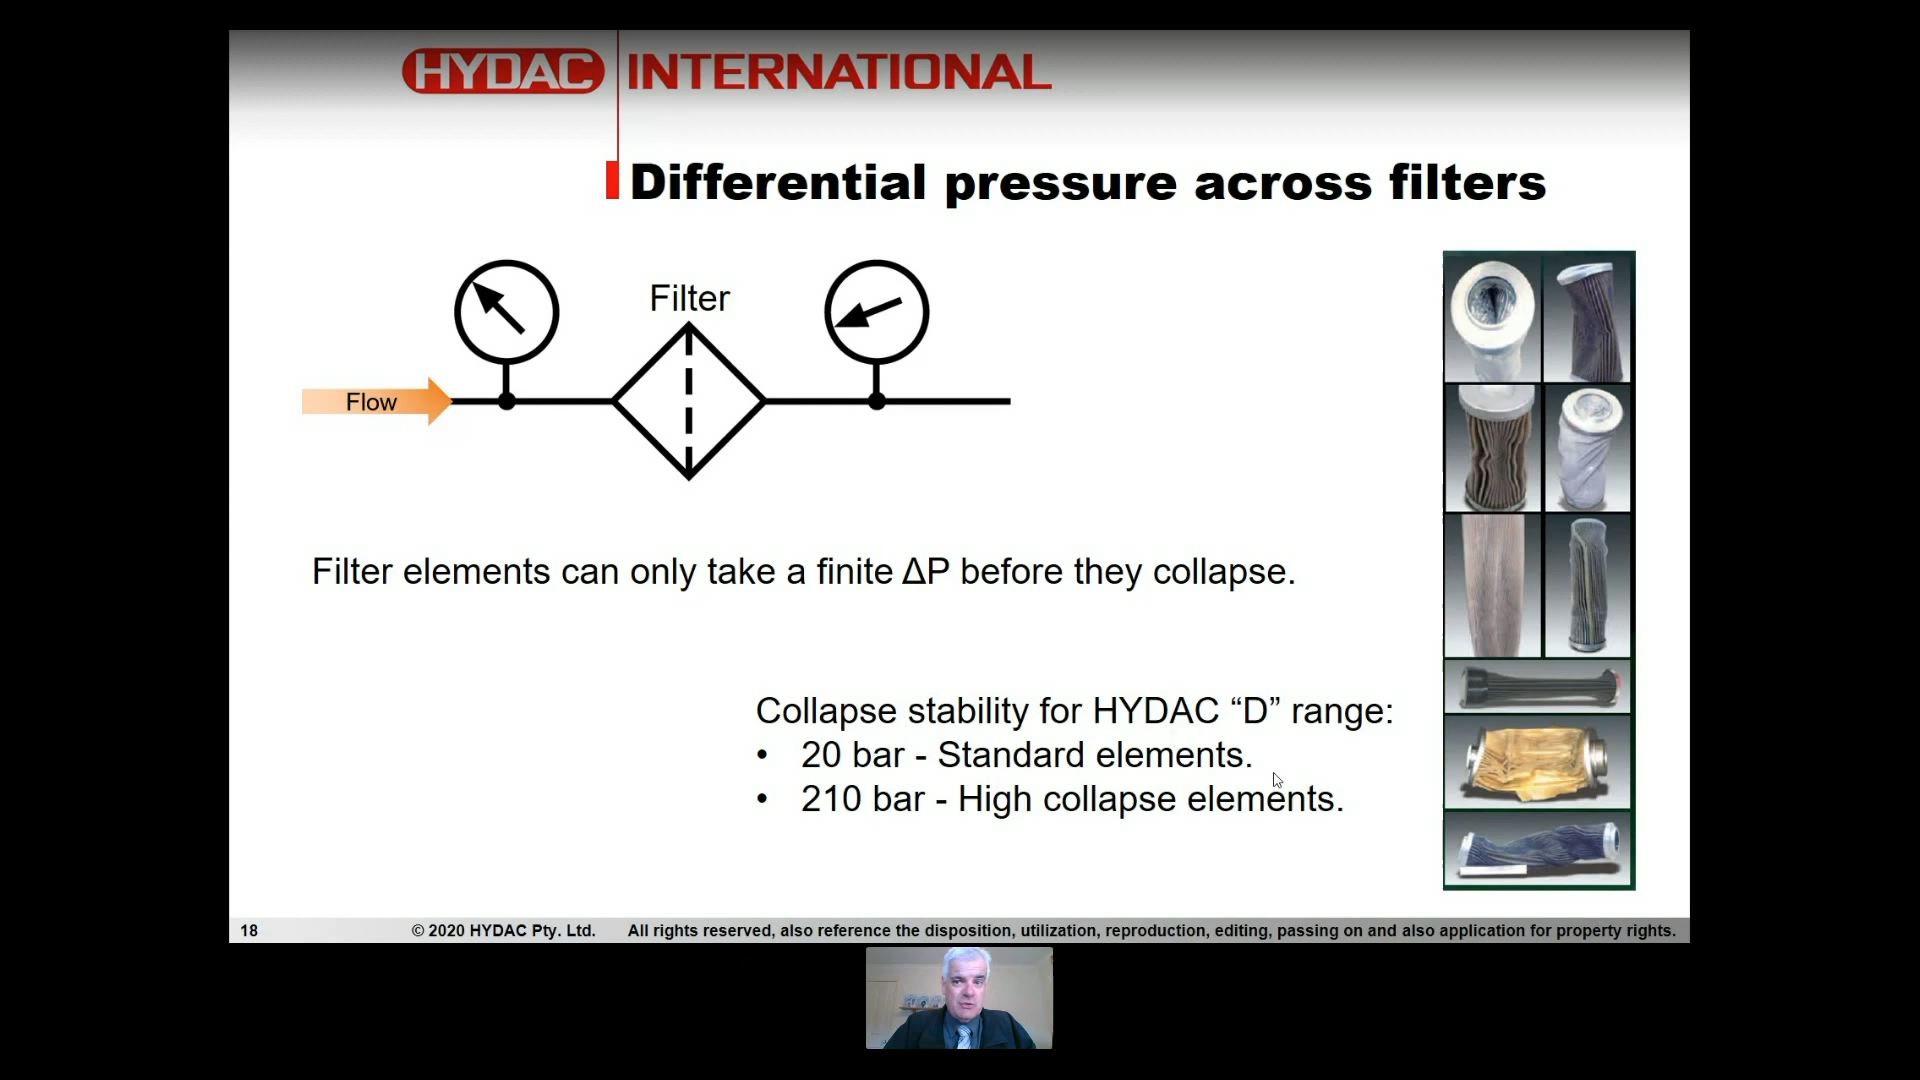 HYDAC INTERNATIONAL
Differential pressure across filters
Filter
Flow
Filter elements can only take a finite ΔP before they collapse.
Collapse stability for HYDAC “D” range:
• 20 bar - Standard elements.
• 210 bar - High collapse elements.
18 © 2020 HYDAC Pty. Ltd. All rights reserved, also reference the disposition, utilization, reproduction, editing, passing on and also application for property rights.